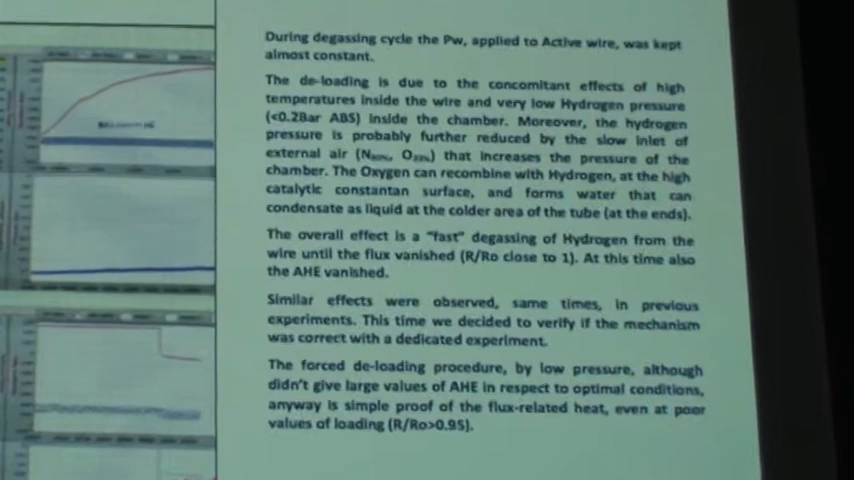 During degassing cycle the Pw, applied to Active wire, was kept
almost constant.
The de-loading is due to the concomitant effects of high
temperatures inside the wire and very low Hydrogen pressure
(<0.2Bar ABS) inside the chamber. Moreover, the hydrogen
pressure is probably further reduced by the slow inlet of
external air (N80%, O20%) that increases the pressure of the
chamber. The Oxygen can recombine with Hydrogen, at the high
catalytic constantan surface, and forms water that can
condensate as liquid at the colder area of the tube (at the ends).
The overall effect is a "fast" degassing of Hydrogen from the
wire until the flux vanished (R/Ro close to 1). At this time also
the AHE vanished.
Similar effects were observed, same times, in previous
experiments. This time we decided to verify if the mechanism
was correct with a dedicated experiment.
The forced de-loading procedure, by low pressure, although
didn't give large values of AHE in respect to optimal conditions,
anyway is simple proof of the flux-related heat, even at poor
values of loading (R/Ro>0.95).